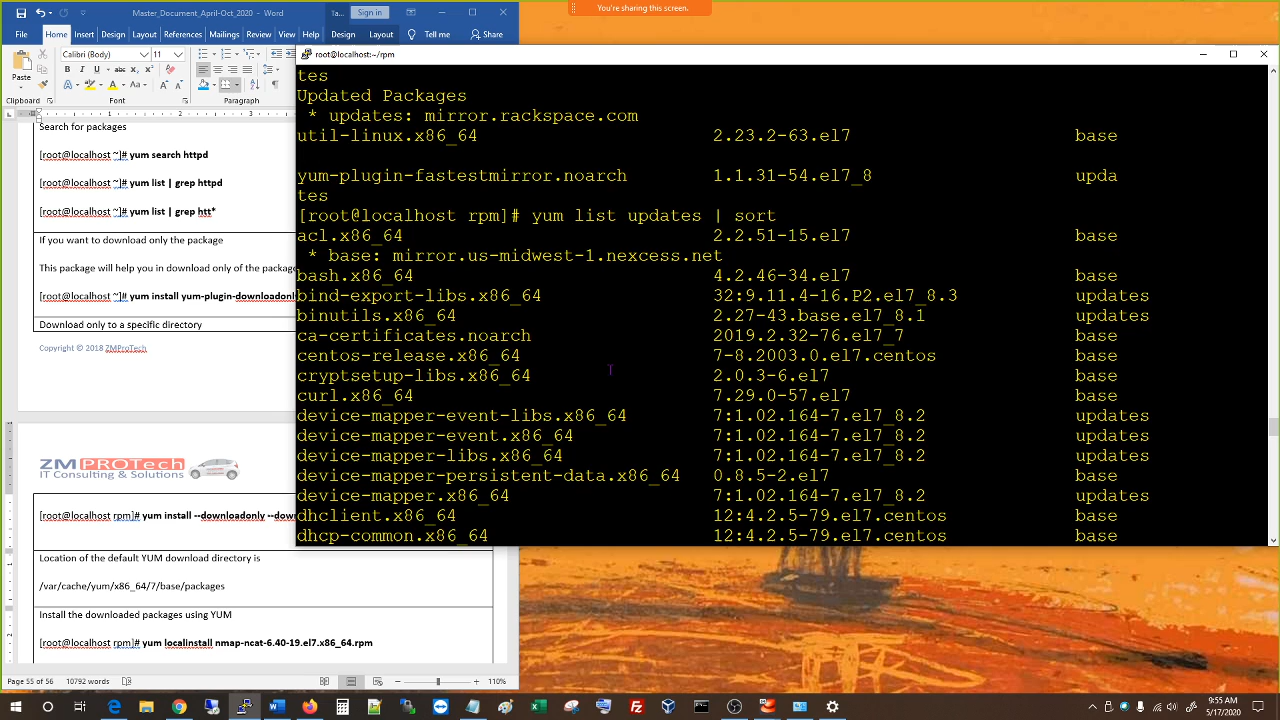 You're sharing this screen.
Master_Document_April-Oct_2020 - Word
Ta...
Sign in
File Home Insert Design Layout References Mailings Review View Help Design Layout Tell me Share
Calibri (Body) 11
Paste
Clipboard Font Paragraph
Search for packages
[root@localhost ~]# yum search httpd
[root@localhost ~]# yum list | grep httpd
[root@localhost ~]# yum list | grep htt*
If you want to download only the package
This package will help you in download only of the package
[root@localhost ~]# yum install yum-plugin-downloadonl
Download only to a specific directory
Copyright © 2018 ZMProTech
ZMPROTech
IT Consulting & Solutions
[root@localhost rpm]# yum install --downloadonly --dow
Location of the default YUM download directory is
/var/cache/yum/x86_64/7/base/packages
Install the downloaded packages using YUM
[root@localhost rpm]# yum localinstall nmap-ncat-6.40-19.el7.x86_64.rpm
Page 55 of 56 10792 words 110%
root@localhost:~/rpm
tes
Updated Packages
* updates: mirror.rackspace.com
util-linux.x86_64 2.23.2-63.el7 base
yum-plugin-fastestmirror.noarch 1.1.31-54.el7_8 upda
tes
[root@localhost rpm]# yum list updates | sort
acl.x86_64 2.2.51-15.el7 base
* base: mirror.us-midwest-1.nexcess.net
bash.x86_64 4.2.46-34.el7 base
bind-export-libs.x86_64 32:9.11.4-16.P2.el7_8.3 updates
binutils.x86_64 2.27-43.base.el7_8.1 updates
ca-certificates.noarch 2019.2.32-76.el7_7 base
centos-release.x86_64 7-8.2003.0.el7.centos base
cryptsetup-libs.x86_64 2.0.3-6.el7 base
curl.x86_64 7.29.0-57.el7 base
device-mapper-event-libs.x86_64 7:1.02.164-7.el7_8.2 updates
device-mapper-event.x86_64 7:1.02.164-7.el7_8.2 updates
device-mapper-libs.x86_64 7:1.02.164-7.el7_8.2 updates
device-mapper-persistent-data.x86_64 0.8.5-2.el7 base
device-mapper.x86_64 7:1.02.164-7.el7_8.2 updates
dhclient.x86_64 12:4.2.5-79.el7.centos base
dhcp-common.x86_64 12:4.2.5-79.el7.centos base
9:55 AM
5/17/2020